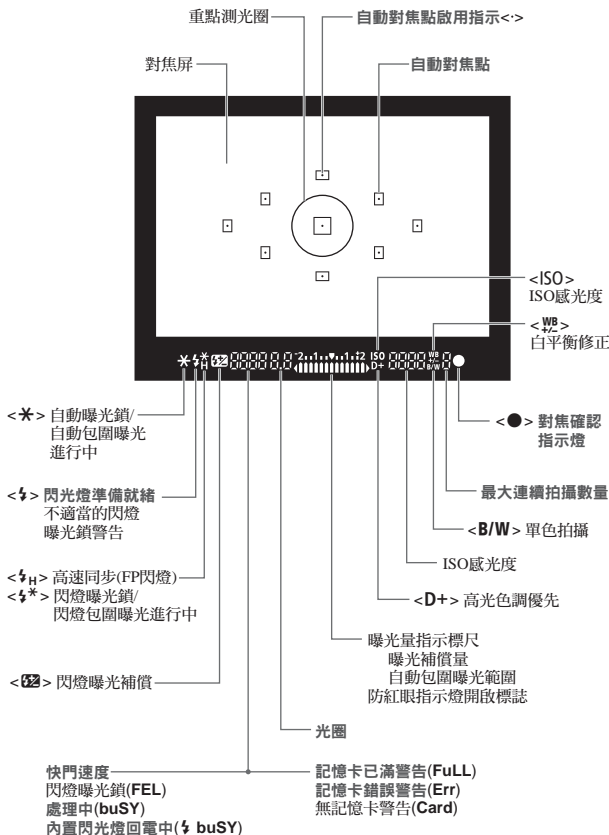 重點測光圈
自動對焦點啟用指示<·>
對焦屏
自動對焦點
<ISO>
ISO感光度
<WB+/->
白平衡修正
-2..1..▼..1..+2 ISO
D+
WB
+/-
B/W
<✱> 自動曝光鎖/
自動包圍曝光
進行中
<●> 對焦確認
指示燈
<⚡> 閃光燈準備就緒
不適當的閃燈
曝光鎖警告
最大連續拍攝數量
<B/W> 單色拍攝
ISO感光度
<⚡H> 高速同步(FP閃燈)
<⚡*> 閃燈曝光鎖/
閃燈包圍曝光進行中
<D+> 高光色調優先
曝光量指示標尺
曝光補償量
自動包圍曝光範圍
防紅眼指示燈開啟標誌
<⚡±> 閃燈曝光補償
光圈
快門速度
閃燈曝光鎖(FEL)
處理中(buSY)
內置閃光燈回電中(⚡ buSY)
記憶卡已滿警告(FuLL)
記憶卡錯誤警告(Err)
無記憶卡警告(Card)